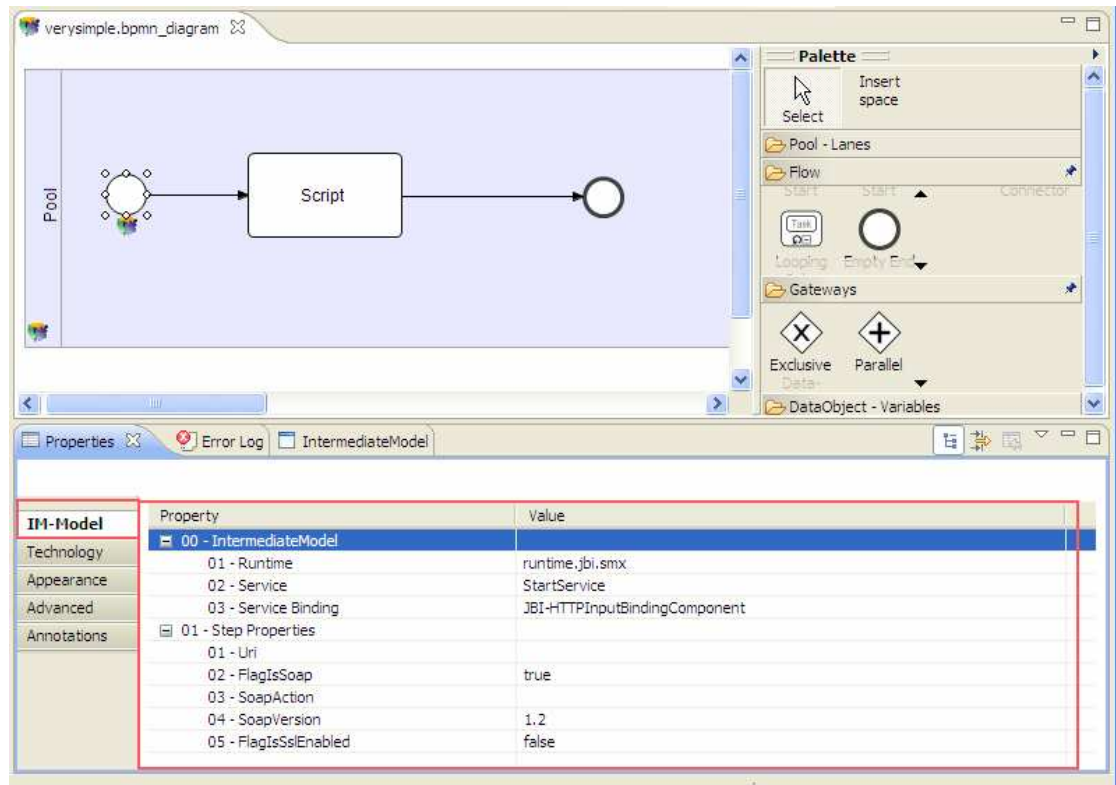 verysimple.bpmn_diagram
Pool
Script
Palette
Select
Insert
space
Pool - Lanes
Flow
Start Start Connector
Task
Looping Empty End
Gateways
Exclusive Parallel
Data-
DataObject - Variables
Properties Error Log IntermediateModel
IM-Model
Technology
Appearance
Advanced
Annotations
Property Value
00 - IntermediateModel
01 - Runtime runtime.jbi.smx
02 - Service StartService
03 - Service Binding JBI-HTTPInputBindingComponent
01 - Step Properties
01 - Uri
02 - FlagIsSoap true
03 - SoapAction
04 - SoapVersion 1.2
05 - FlagIsSslEnabled false